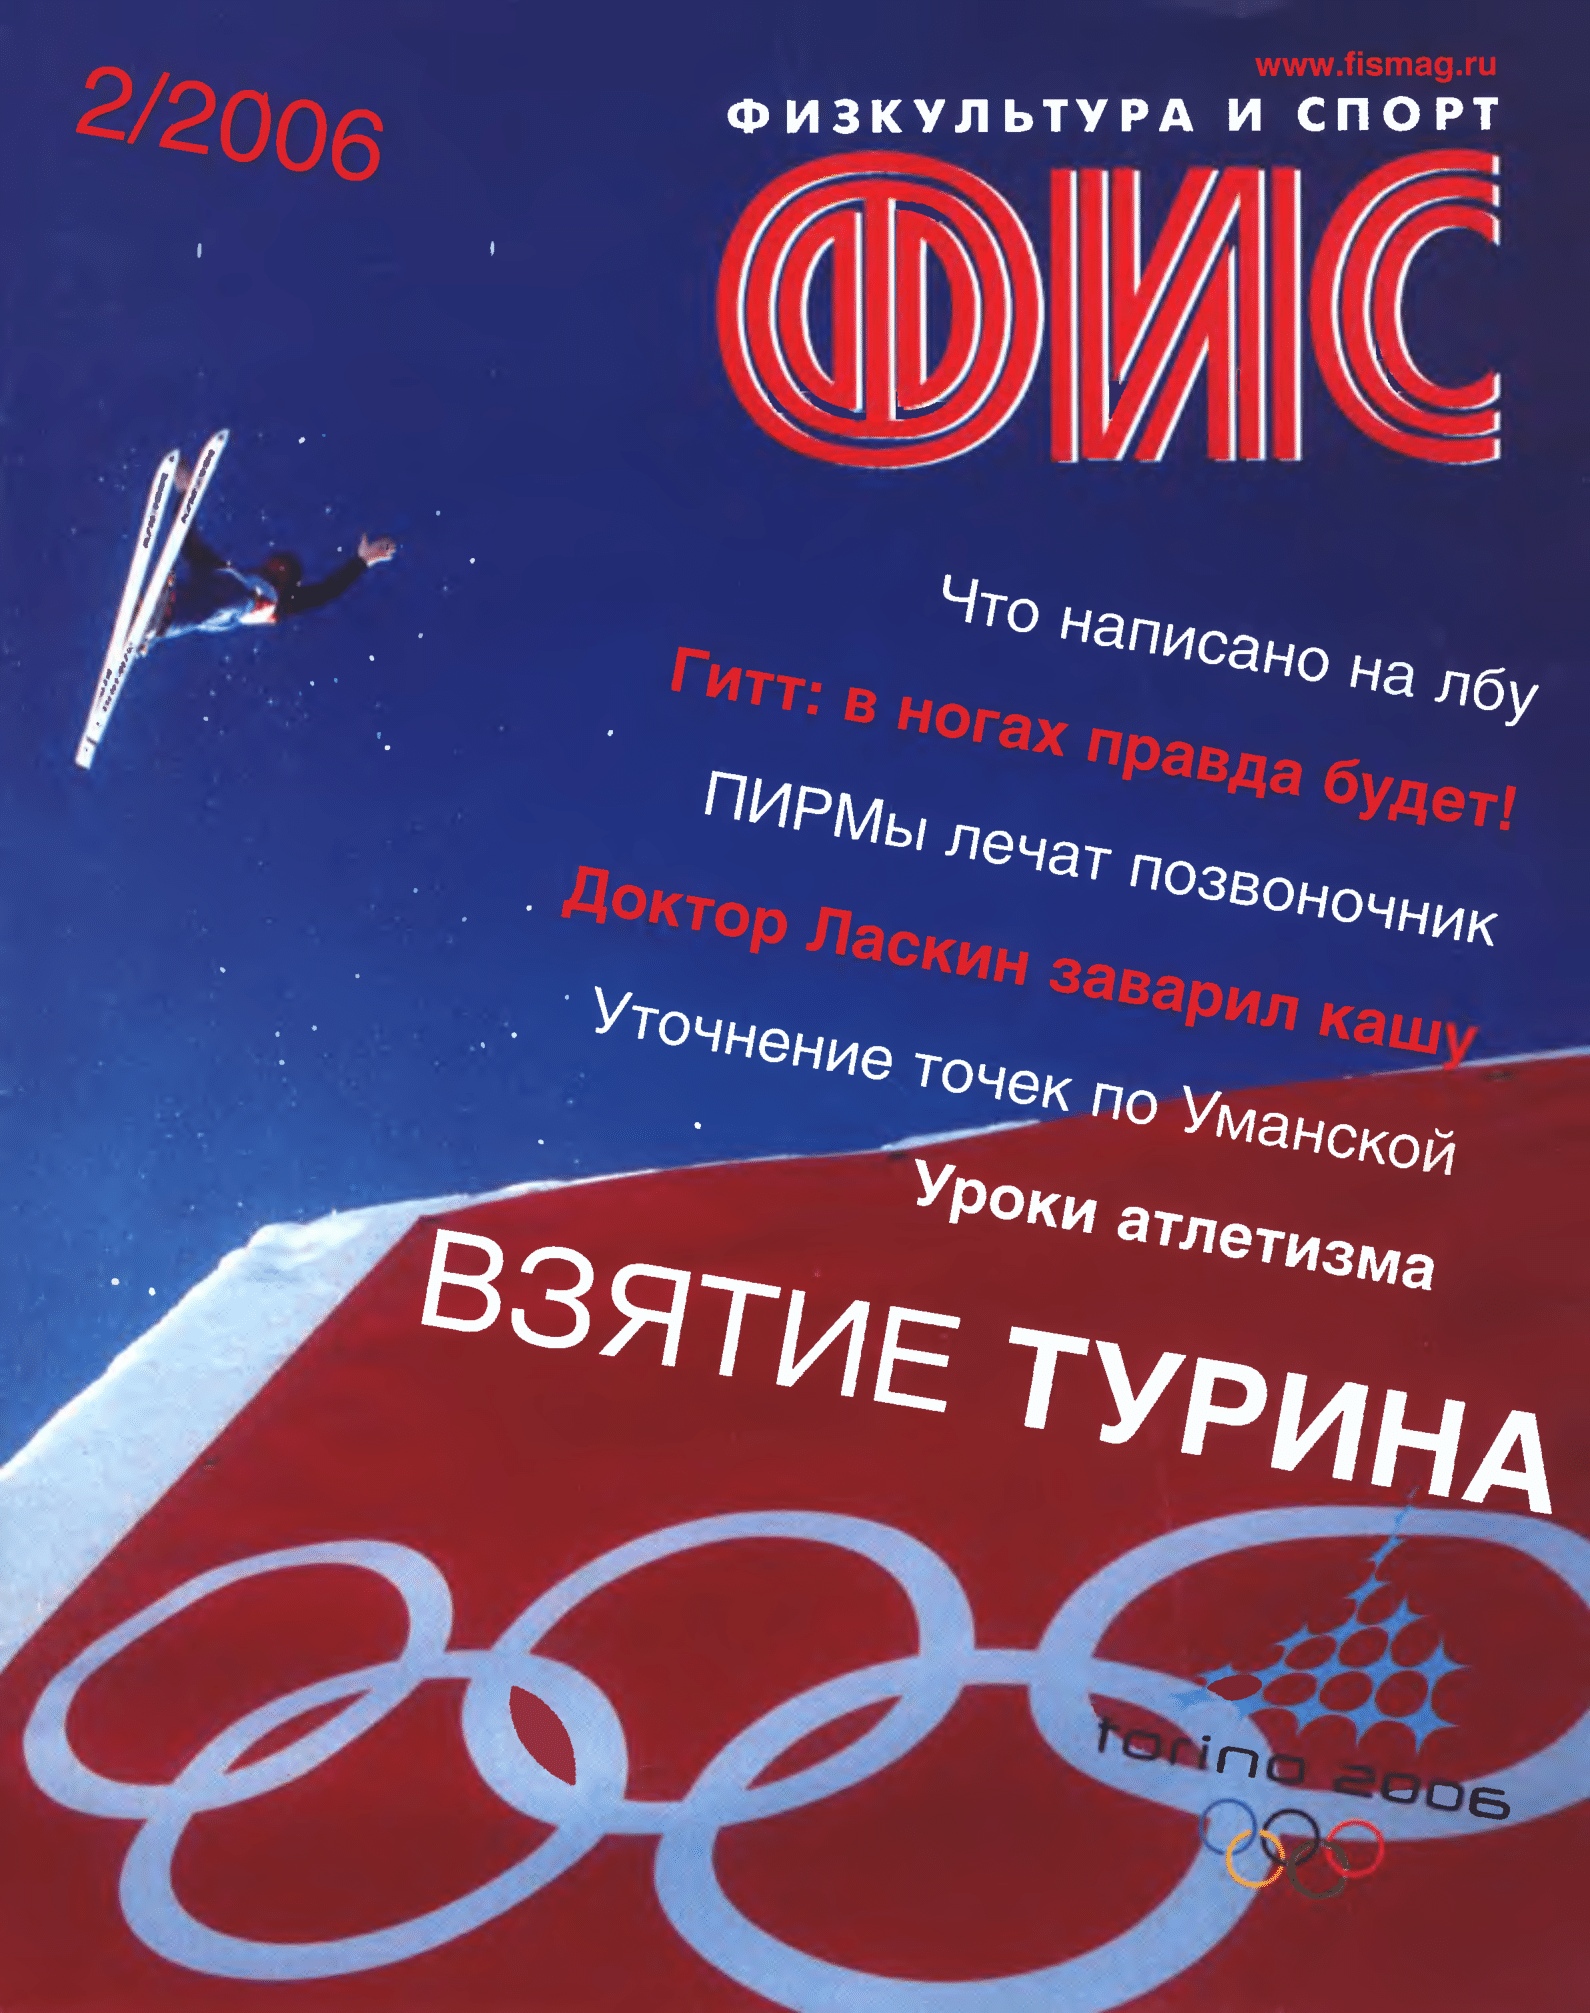 2/2006
www.fismag.ru
ФИЗКУЛЬТУРА И СПОРТ
ФИС
Что написано на лбу
Гитт: в ногах правда будет!
ПИРМы лечат позвоночник
Доктор Ласкин заварил кашу
Уточнение точек по Уманской
Уроки атлетизма
ВЗЯТИЕ ТУРИНА
torino 2006